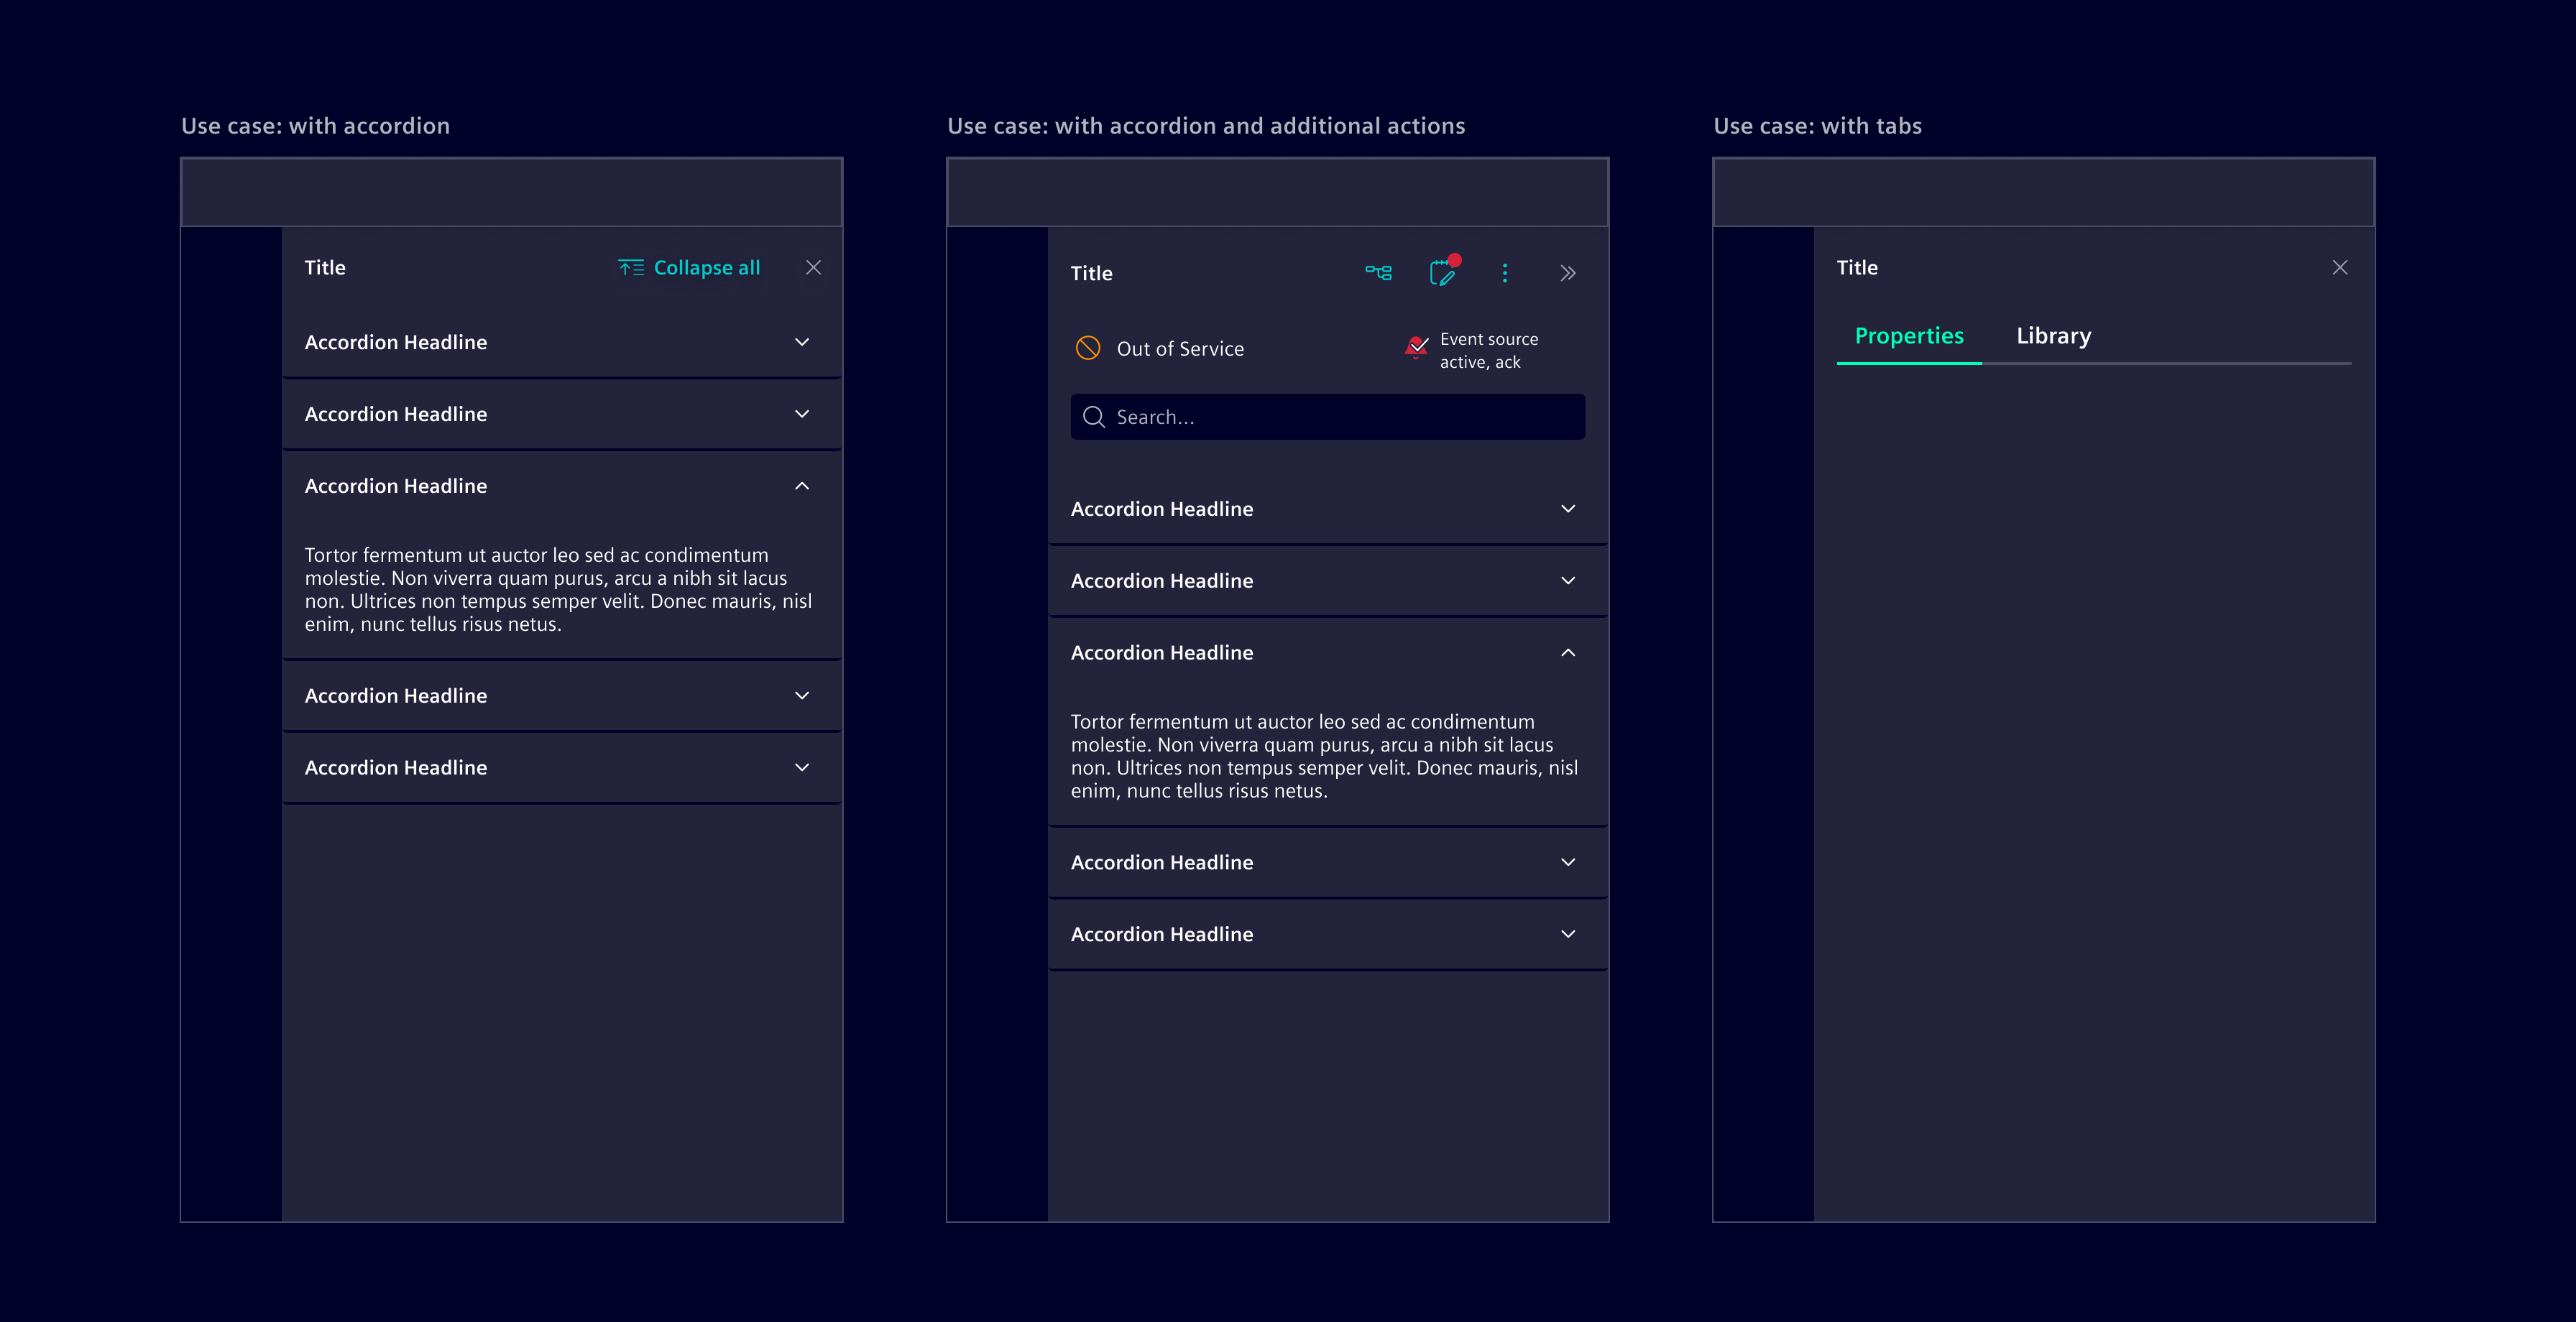 Use case: with accordion
Title
Collapse all
Accordion Headline
Accordion Headline
Accordion Headline
Tortor fermentum ut auctor leo sed ac condimentum
molestie. Non viverra quam purus, arcu a nibh sit lacus
non. Ultrices non tempus semper velit. Donec mauris, nisl
enim, nunc tellus risus netus.
Accordion Headline
Accordion Headline
Use case: with accordion and additional actions
Title
Out of Service
Event source
active, ack
Search...
Accordion Headline
Accordion Headline
Accordion Headline
Tortor fermentum ut auctor leo sed ac condimentum
molestie. Non viverra quam purus, arcu a nibh sit lacus
non. Ultrices non tempus semper velit. Donec mauris, nisl
enim, nunc tellus risus netus.
Accordion Headline
Accordion Headline
Use case: with tabs
Title
Properties
Library